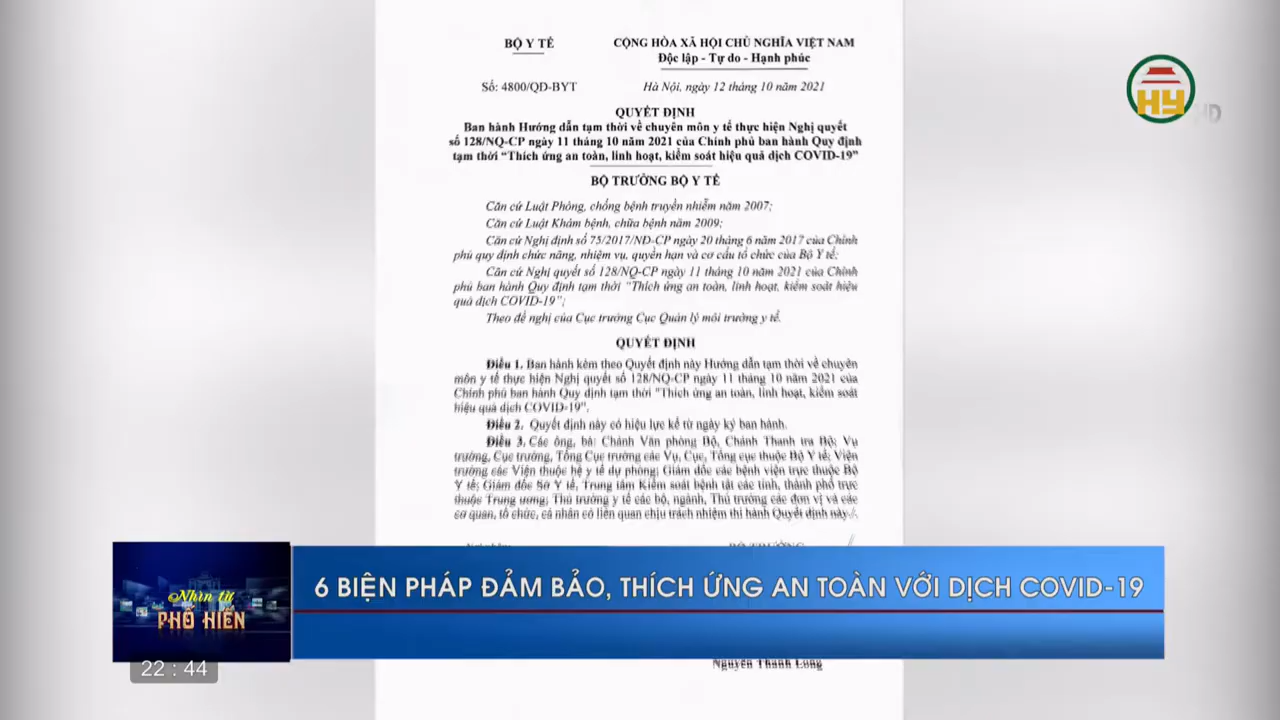 BỘ Y TẾ
CỘNG HÒA XÃ HỘI CHỦ NGHĨA VIỆT NAM
Độc lập - Tự do - Hạnh phúc
Số: 4800/QĐ-BYT
Hà Nội, ngày 12 tháng 10 năm 2021
HY HD
QUYẾT ĐỊNH
Ban hành Hướng dẫn tạm thời về chuyên môn y tế thực hiện Nghị quyết
số 128/NQ-CP ngày 11 tháng 10 năm 2021 của Chính phủ ban hành Quy định
tạm thời “Thích ứng an toàn, linh hoạt, kiểm soát hiệu quả dịch COVID-19”
BỘ TRƯỞNG BỘ Y TẾ
Căn cứ Luật Phòng, chống bệnh truyền nhiễm năm 2007;
Căn cứ Luật Khám bệnh, chữa bệnh năm 2009;
Căn cứ Nghị định số 75/2017/NĐ-CP ngày 20 tháng 6 năm 2017 của Chính
phủ quy định chức năng, nhiệm vụ, quyền hạn và cơ cấu tổ chức của Bộ Y tế;
Căn cứ Nghị quyết số 128/NQ-CP ngày 11 tháng 10 năm 2021 của Chính
phủ ban hành Quy định tạm thời “Thích ứng an toàn, linh hoạt, kiểm soát hiệu
quả dịch COVID-19”;
Theo đề nghị của Cục trưởng Cục Quản lý môi trường y tế.
QUYẾT ĐỊNH
Điều 1. Ban hành kèm theo Quyết định này Hướng dẫn tạm thời về chuyên
môn y tế thực hiện Nghị quyết số 128/NQ-CP ngày 11 tháng 10 năm 2021 của
Chính phủ ban hành Quy định tạm thời "Thích ứng an toàn, linh hoạt, kiểm soát
hiệu quả dịch COVID-19".
Điều 2. Quyết định này có hiệu lực kể từ ngày ký ban hành.
Điều 3. Các ông, bà: Chánh Văn phòng Bộ, Chánh Thanh tra Bộ; Vụ
trưởng, Cục trưởng, Tổng Cục trưởng các Vụ, Cục, Tổng cục thuộc Bộ Y tế; Viện
trưởng các Viện thuộc hệ y tế dự phòng; Giám đốc các bệnh viện trực thuộc Bộ
Y tế; Giám đốc Sở Y tế, Trung tâm Kiểm soát bệnh tật các tỉnh, thành phố trực
thuộc Trung ương; Thủ trưởng y tế các bộ, ngành, Thủ trưởng các đơn vị và các
cơ quan, tổ chức, cá nhân có liên quan chịu trách nhiệm thi hành Quyết định này./.
BỘ TRƯỞNG
6 BIỆN PHÁP ĐẢM BẢO, THÍCH ỨNG AN TOÀN VỚI DỊCH COVID-19
Nhìn từ
PHỐ HIẾN
Nguyễn Thanh Long
22 : 44